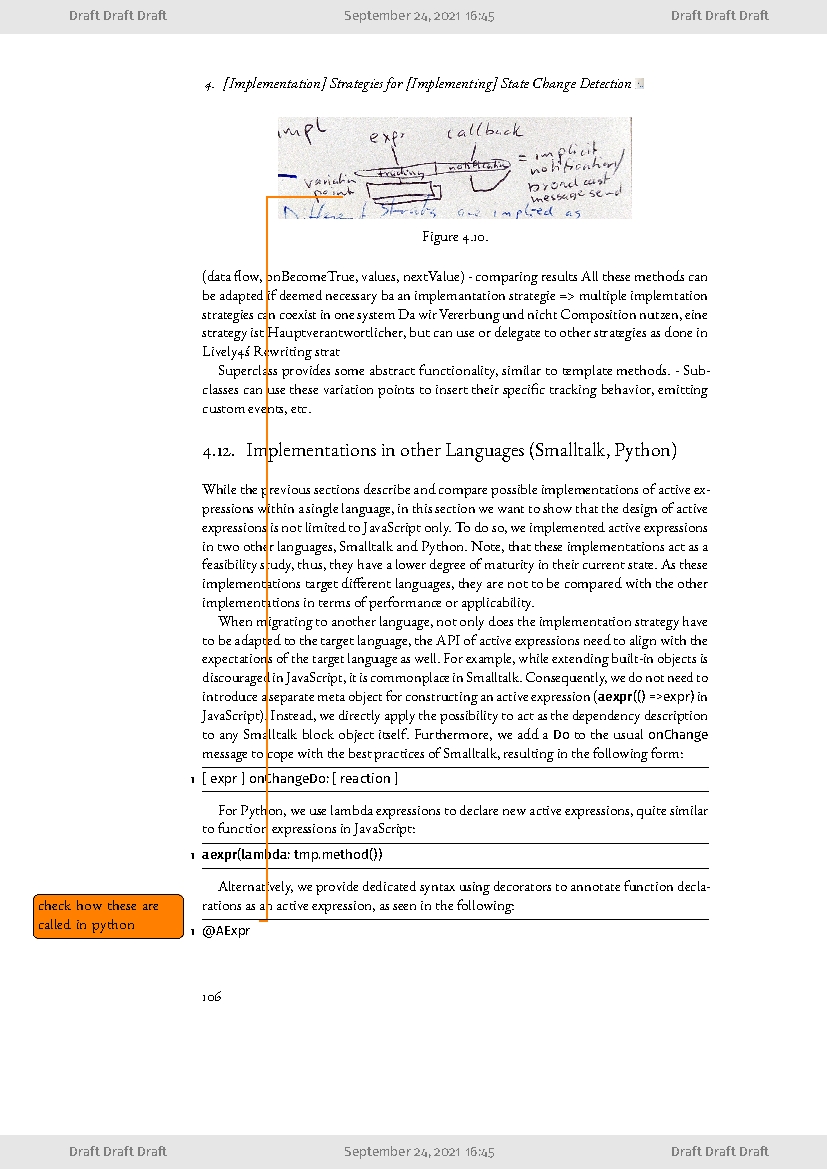 Draft Draft Draft September 24, 2021 16:45 Draft Draft Draft
4. [Implementation] Strategies for [Implementing] State Change Detection
impl expr callback
variation point tracking notification = implicit
notification/
broadcast
message send
Different strats are implied as
Figure 4.10.
(data flow, onBecomeTrue, values, nextValue) - comparing results All these methods can
be adapted if deemed necessary ba an implemantation strategie => multiple implemtation
strategies can coexist in one system Da wir Vererbung und nicht Composition nutzen, eine
strategy ist Hauptverantwortlicher, but can use or delegate to other strategies as done in
Lively4ś Rewriting strat
Superclass provides some abstract functionality, similar to template methods. - Sub-
classes can use these variation points to insert their specific tracking behavior, emitting
custom events, etc.
4.12. Implementations in other Languages (Smalltalk, Python)
While the previous sections describe and compare possible implementations of active ex-
pressions within a single language, in this section we want to show that the design of active
expressions is not limited to JavaScript only. To do so, we implemented active expressions
in two other languages, Smalltalk and Python. Note, that these implementations act as a
feasibility study, thus, they have a lower degree of maturity in their current state. As these
implementations target different languages, they are not to be compared with the other
implementations in terms of performance or applicability.
When migrating to another language, not only does the implementation strategy have
to be adapted to the target language, the API of active expressions need to align with the
expectations of the target language as well. For example, while extending built-in objects is
discouraged in JavaScript, it is commonplace in Smalltalk. Consequently, we do not need to
introduce a separate meta object for constructing an active expression (aexpr(() =>expr) in
JavaScript). Instead, we directly apply the possibility to act as the dependency description
to any Smalltalk block object itself. Furthermore, we add a Do to the usual onChange
message to cope with the best practices of Smalltalk, resulting in the following form:
1 [ expr ] onChangeDo: [ reaction ]
For Python, we use lambda expressions to declare new active expressions, quite similar
to function expressions in JavaScript:
1 aexpr(lambda: tmp.method())
Alternatively, we provide dedicated syntax using decorators to annotate function decla-
rations as an active expression, as seen in the following:
check how these are
called in python
1 @AExpr
106
Draft Draft Draft September 24, 2021 16:45 Draft Draft Draft